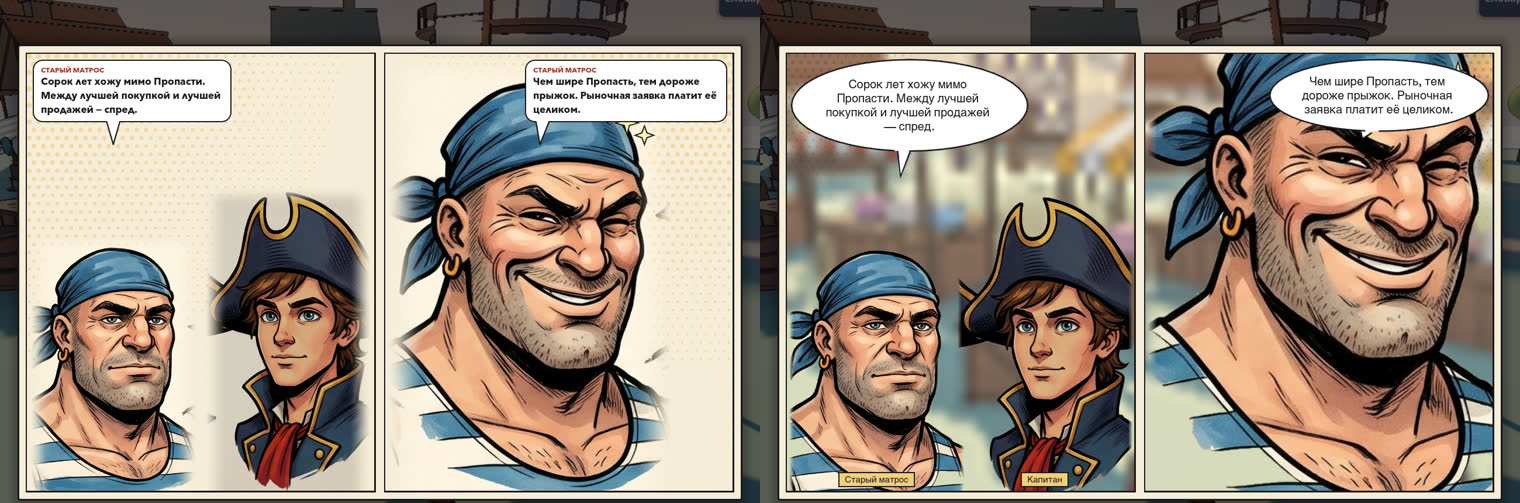 СТАРЫЙ МАТРОС
Сорок лет хожу мимо Пропасти.
Между лучшей покупкой и лучшей
продажей – спред.
СТАРЫЙ МАТРОС
Чем шире Пропасть, тем дороже
прыжок. Рыночная заявка платит её
целиком.
Сорок лет хожу мимо
Пропасти. Между лучшей
покупкой и лучшей продажей
— спред.
Старый матрос
Капитан
Чем шире Пропасть, тем
дороже прыжок. Рыночная
заявка платит её целиком.